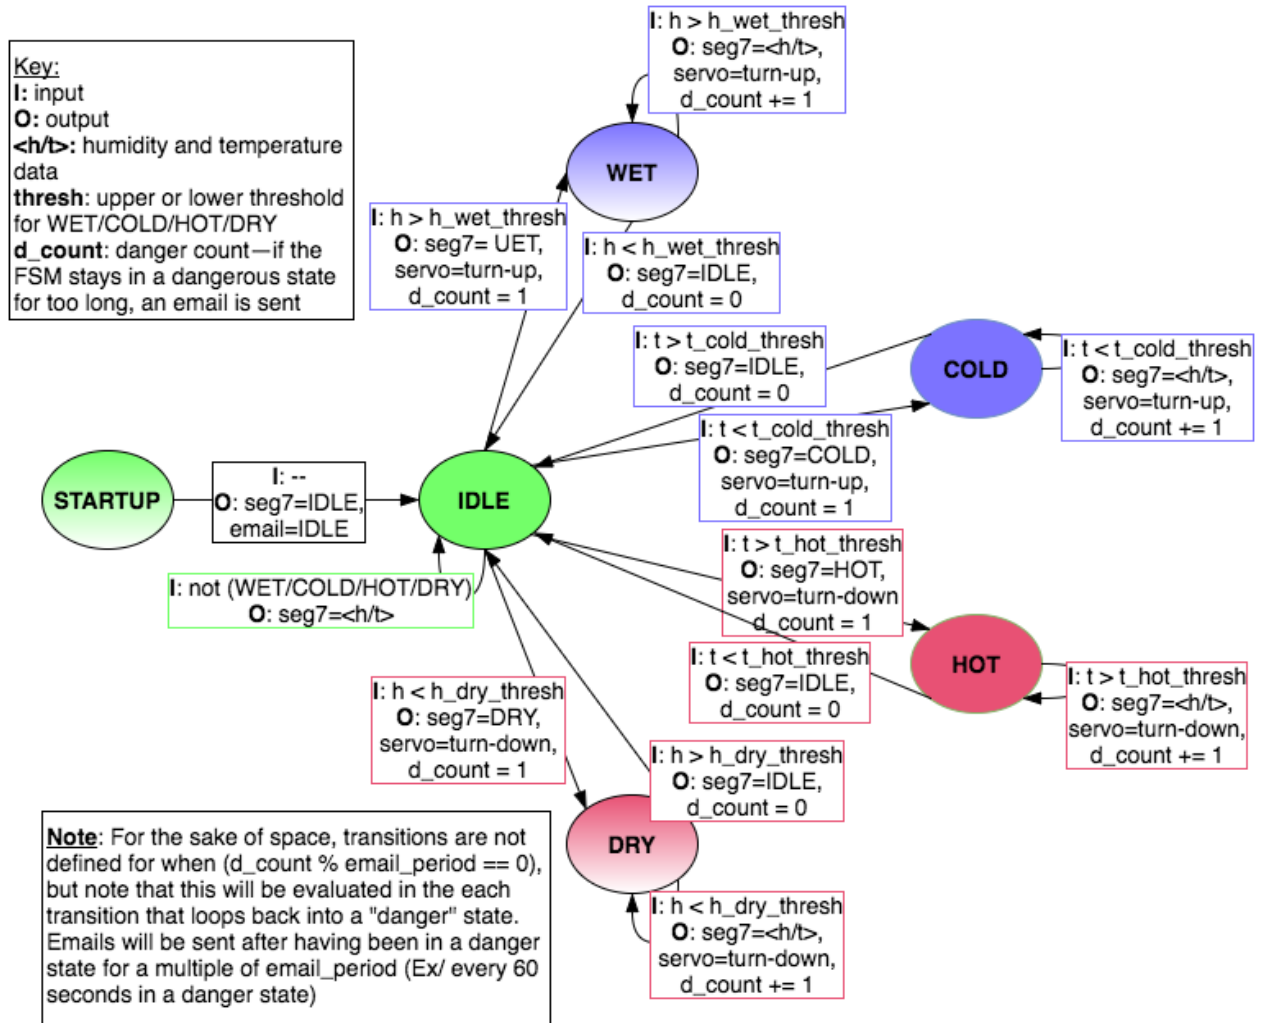 Key:
I: input
O: output
<h/t>: humidity and temperature
data
thresh: upper or lower threshold
for WET/COLD/HOT/DRY
d_count: danger count—if the
FSM stays in a dangerous state
for too long, an email is sent
I: h > h_wet_thresh
O: seg7=<h/t>,
servo=turn-up,
d_count += 1
WET
I: h > h_wet_thresh
O: seg7= UET,
servo=turn-up,
d_count = 1
I: h < h_wet_thresh
O: seg7=IDLE,
d_count = 0
I: t > t_cold_thresh
O: seg7=IDLE,
d_count = 0
COLD
I: t < t_cold_thresh
O: seg7=<h/t>,
servo=turn-up,
d_count += 1
I: t < t_cold_thresh
O: seg7=COLD,
servo=turn-up,
d_count = 1
STARTUP
I: --
O: seg7=IDLE,
email=IDLE
IDLE
I: not (WET/COLD/HOT/DRY)
O: seg7=<h/t>
I: t > t_hot_thresh
O: seg7=HOT,
servo=turn-down
d_count = 1
I: t < t_hot_thresh
O: seg7=IDLE,
d_count = 0
HOT
I: t > t_hot_thresh
O: seg7=<h/t>,
servo=turn-down,
d_count += 1
I: h < h_dry_thresh
O: seg7=DRY,
servo=turn-down,
d_count = 1
I: h > h_dry_thresh
O: seg7=IDLE,
d_count = 0
DRY
I: h < h_dry_thresh
O: seg7=<h/t>,
servo=turn-down,
d_count += 1
Note: For the sake of space, transitions are not
defined for when (d_count % email_period == 0),
but note that this will be evaluated in the each
transition that loops back into a "danger" state.
Emails will be sent after having been in a danger
state for a multiple of email_period (Ex/ every 60
seconds in a danger state)